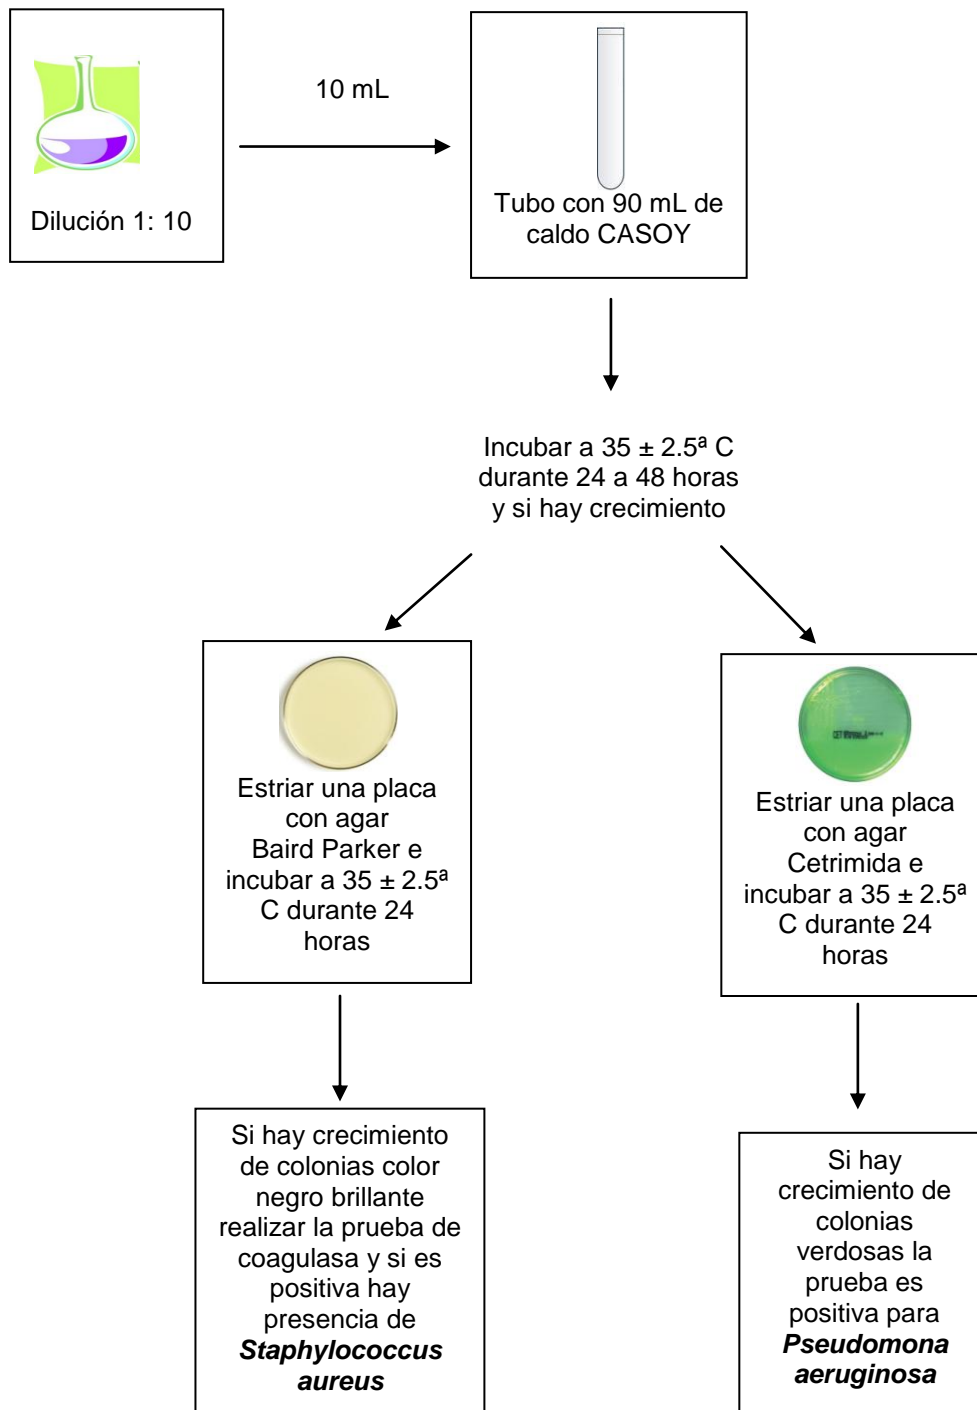 10 mL
Dilución 1: 10
Tubo con 90 mL de
caldo CASOY
Incubar a 35 ± 2.5ª C
durante 24 a 48 horas
y si hay crecimiento
Estriar una placa
con agar
Baird Parker e
incubar a 35 ± 2.5ª
C durante 24
horas
Estriar una placa
con agar
Cetrimida e
incubar a 35 ± 2.5ª
C durante 24
horas
Si hay crecimiento
de colonias color
negro brillante
realizar la prueba de
coagulasa y si es
positiva hay
presencia de
Staphylococcus
aureus
Si hay
crecimiento de
colonias
verdosas la
prueba es
positiva para
Pseudomona
aeruginosa